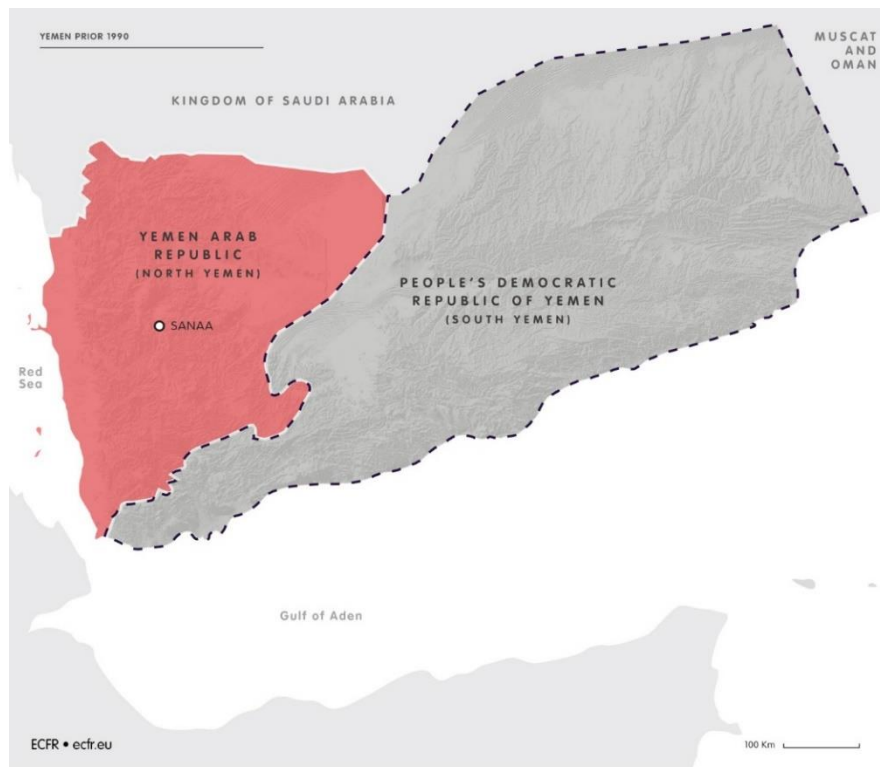 YEMEN PRIOR 1990
MUSCAT
AND
OMAN
KINGDOM OF SAUDI ARABIA
YEMEN ARAB
REPUBLIC
(NORTH YEMEN)
PEOPLE'S DEMOCRATIC
REPUBLIC OF YEMEN
(SOUTH YEMEN)
SANAA
Red
Sea
Gulf of Aden
ECFR • ecfr.eu
100 Km